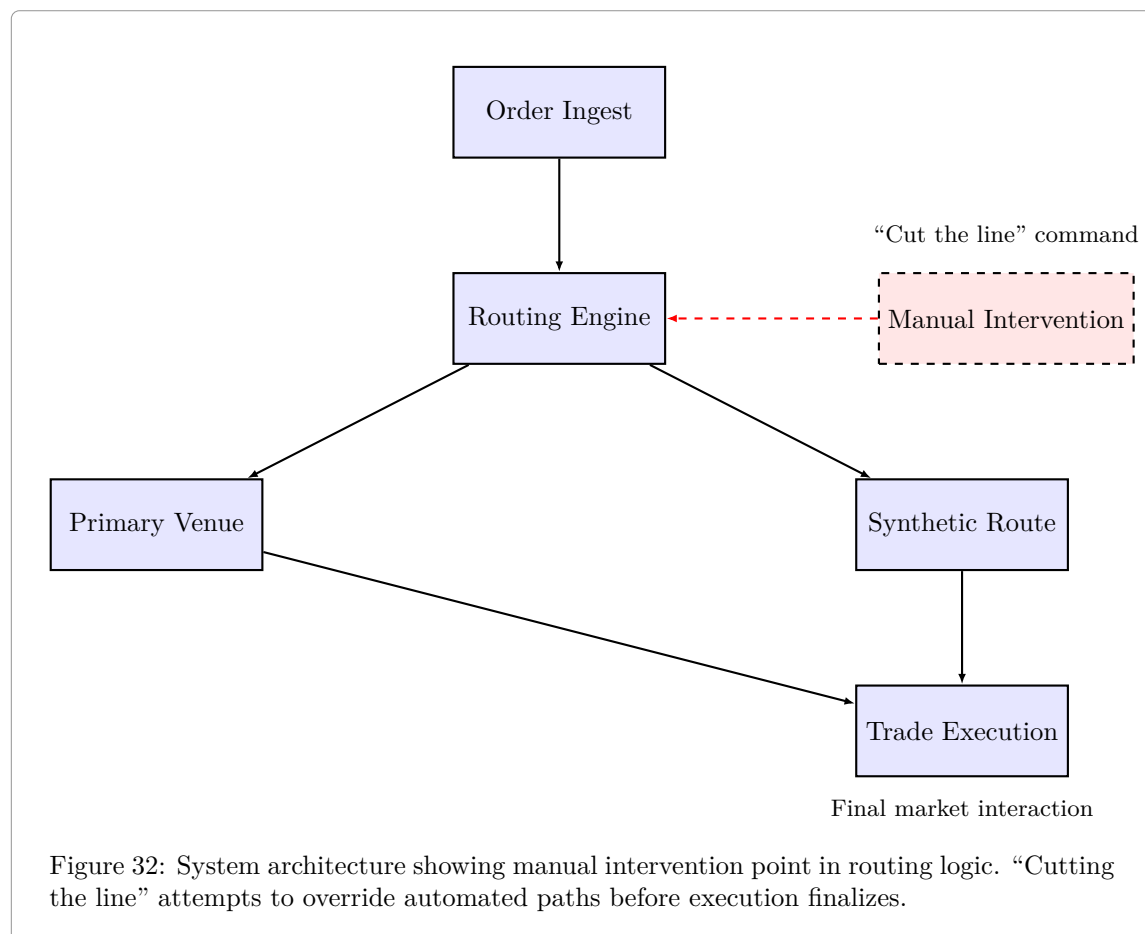 Order Ingest
“Cut the line” command
Routing Engine
Manual Intervention
Primary Venue
Synthetic Route
Trade Execution
Final market interaction
Figure 32: System architecture showing manual intervention point in routing logic. “Cutting
the line” attempts to override automated paths before execution finalizes.